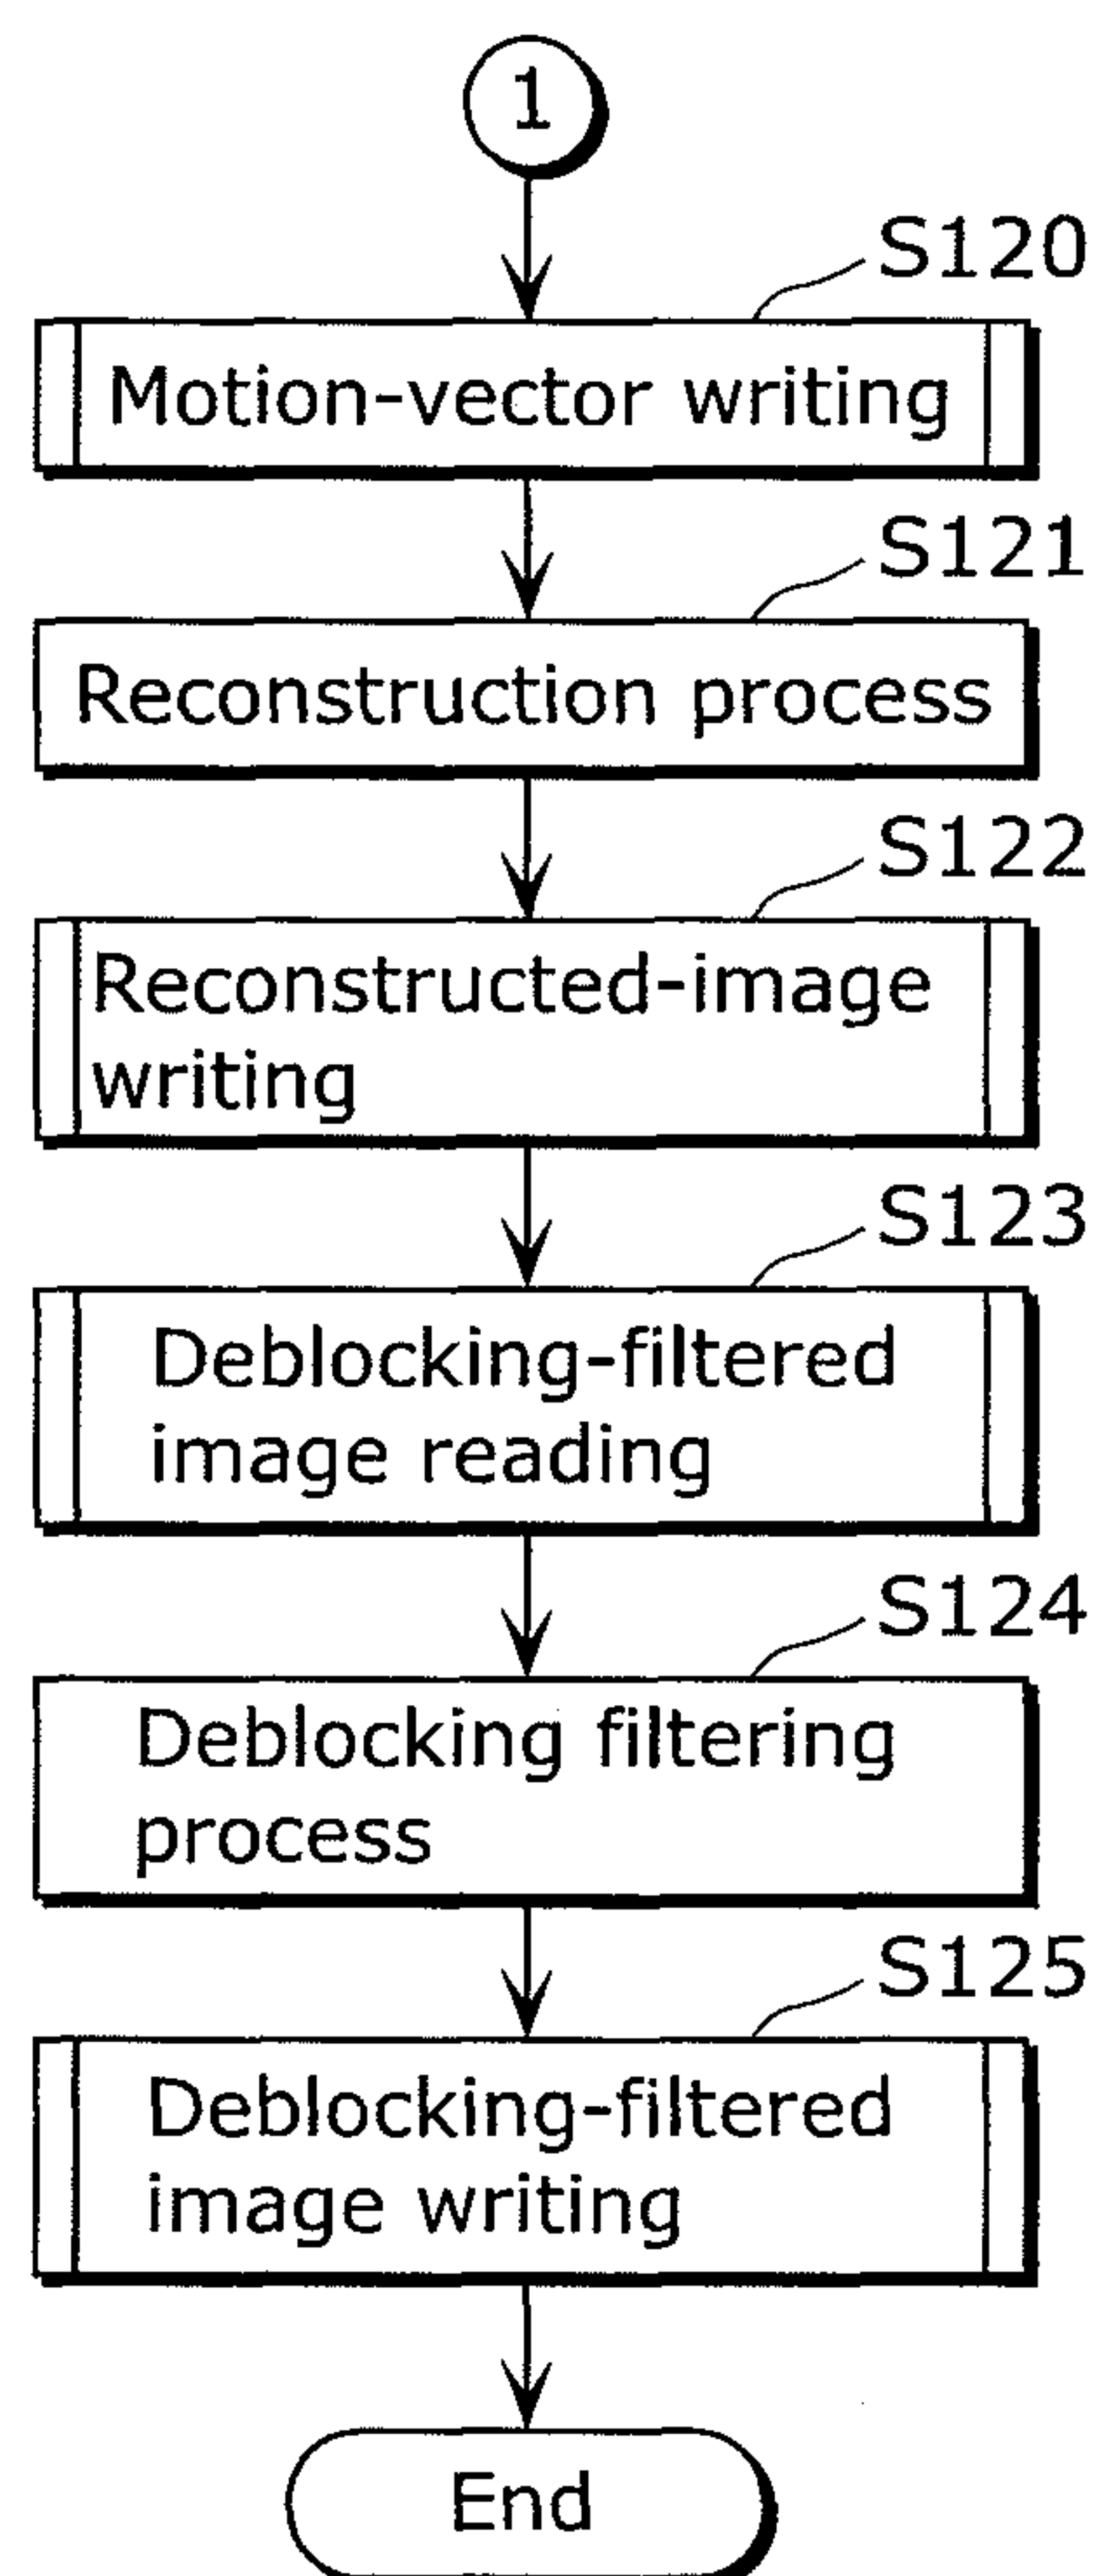 1
S120
Motion-vector writing
S121
Reconstruction process
S122
Reconstructed-image
writing
S123
Deblocking-filtered
image reading
S124
Deblocking filtering
process
S125
Deblocking-filtered
image writing
End